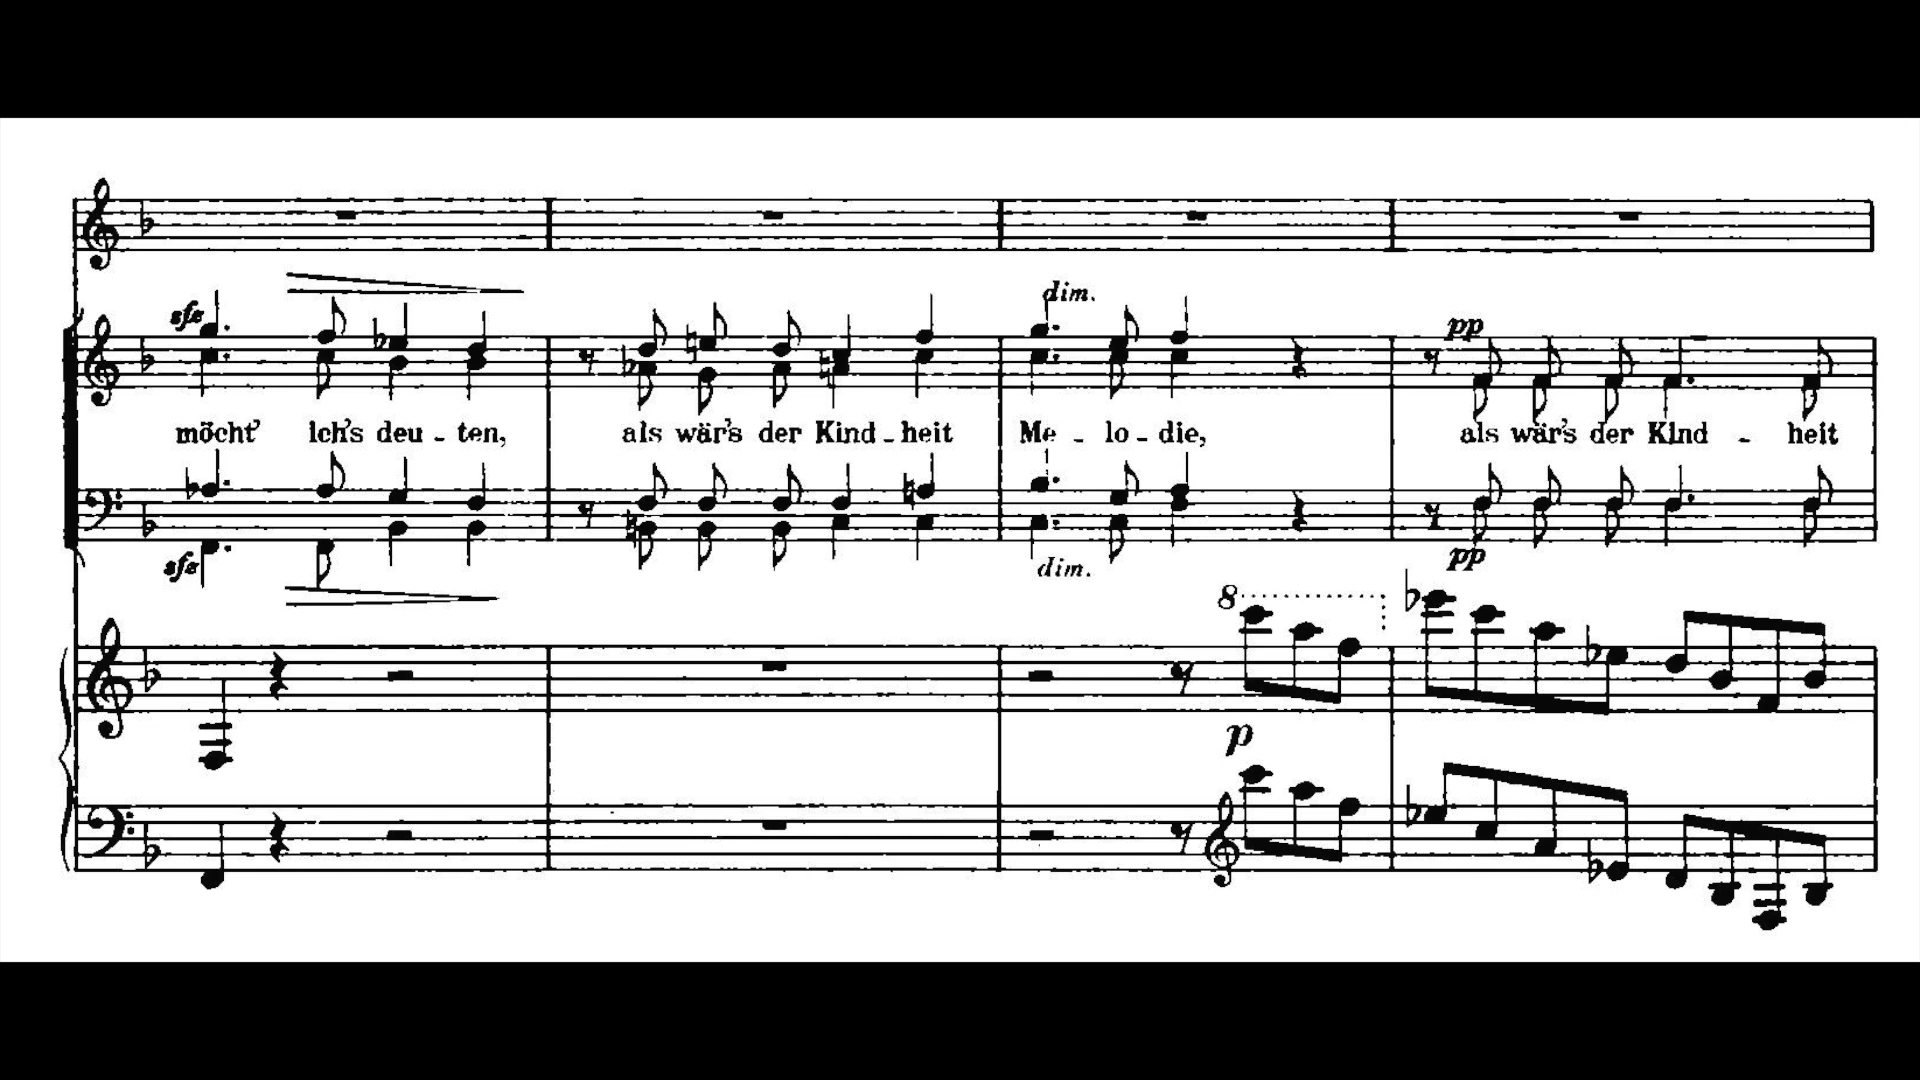 sfz
dim.
pp
möcht' Ich's deu - ten, als wär's der Kind - heit Me - lo - die, als wär's der Kind - heit
sfz
dim.
pp
8
p